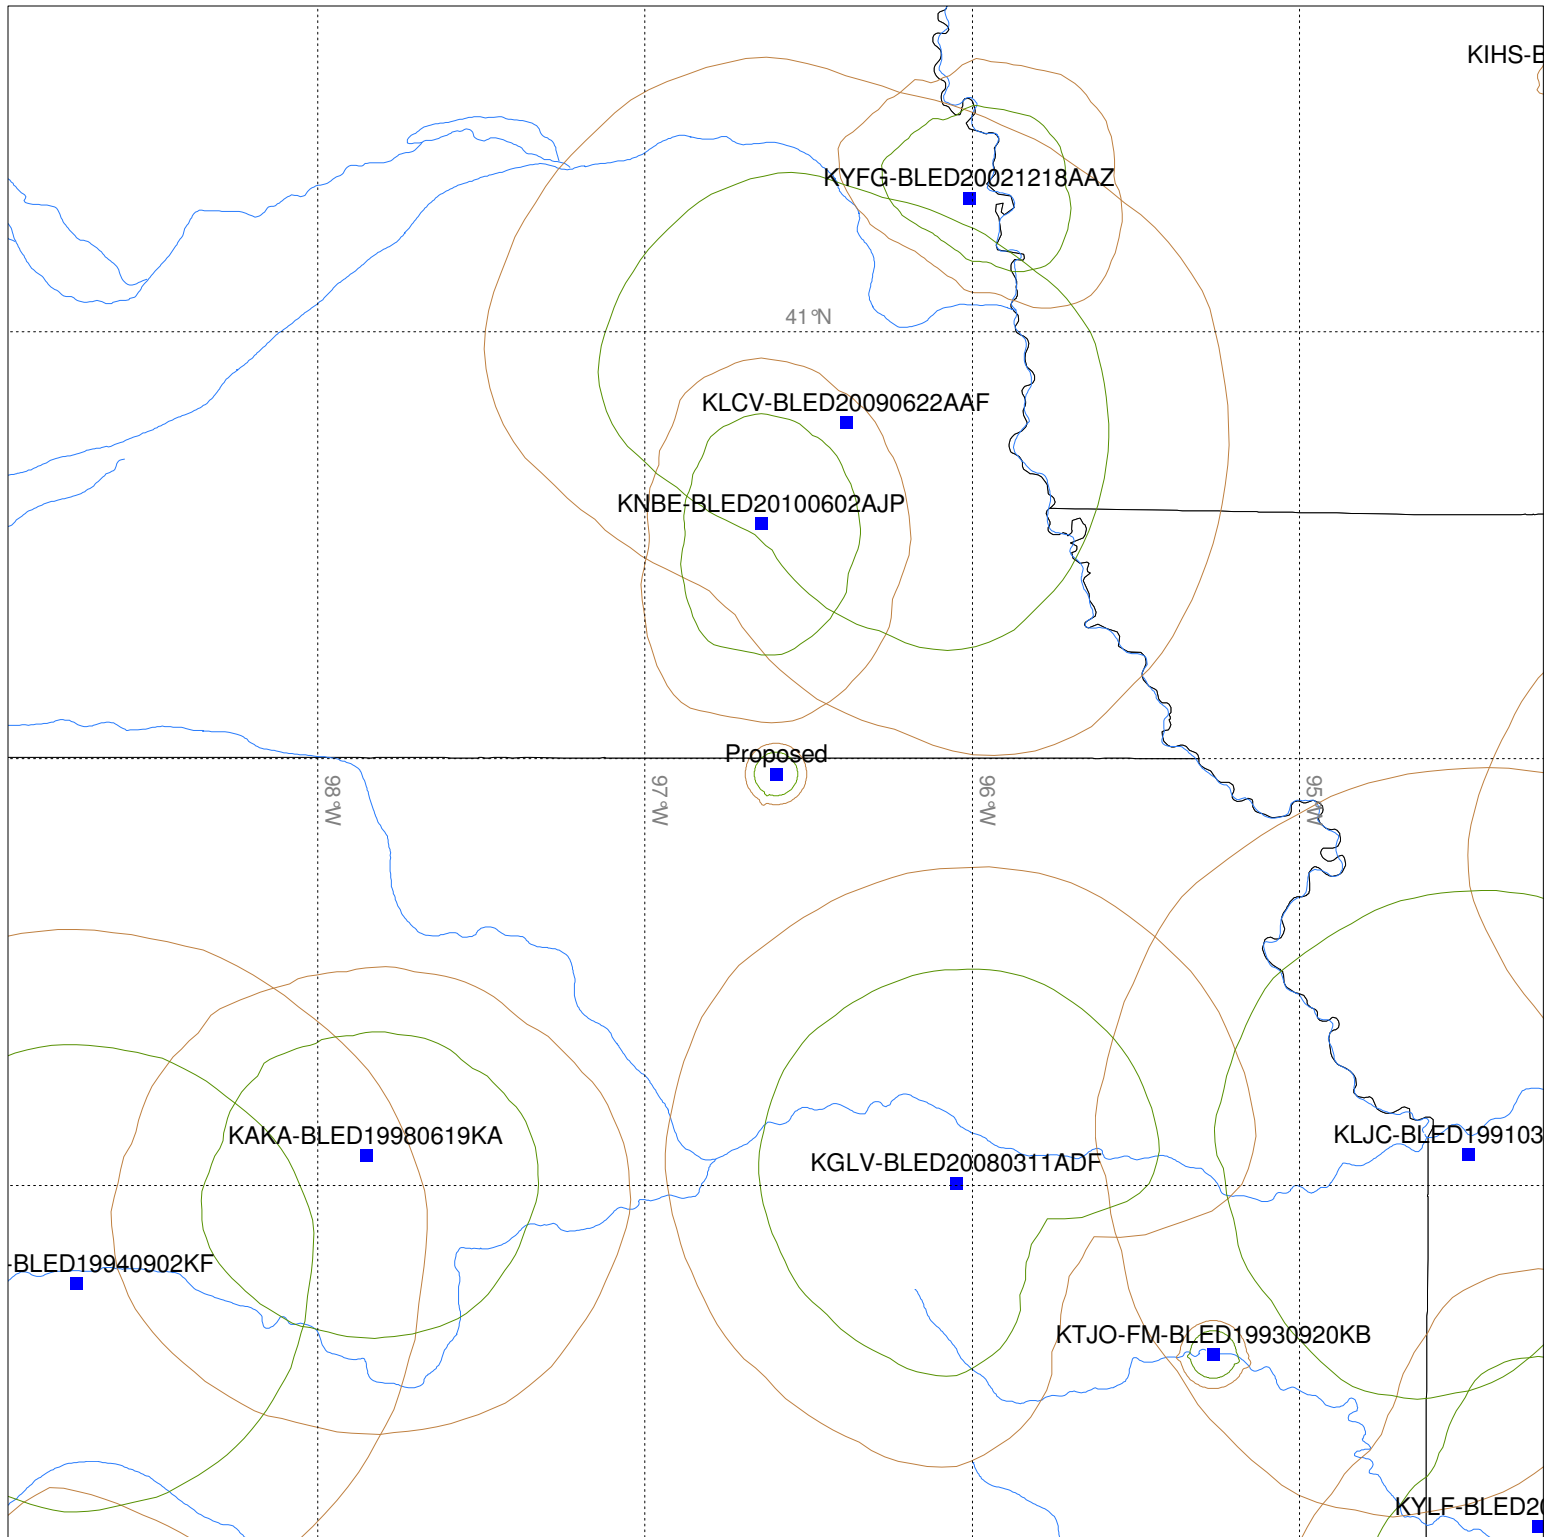 KIHS-B
KYFG-BLED20021218AAZ
41°N
KLCV-BLED20090622AAF
KNBE-BLED20100602AJP
Proposed
98°W
97°W
96°W
95°W
KAKA-BLED19980619KA
KLJC-BLED199103
KGLV-BLED20080311ADF
-BLED19940902KF
KTJO-FM-BLED19930920KB
KYLF-BLED20